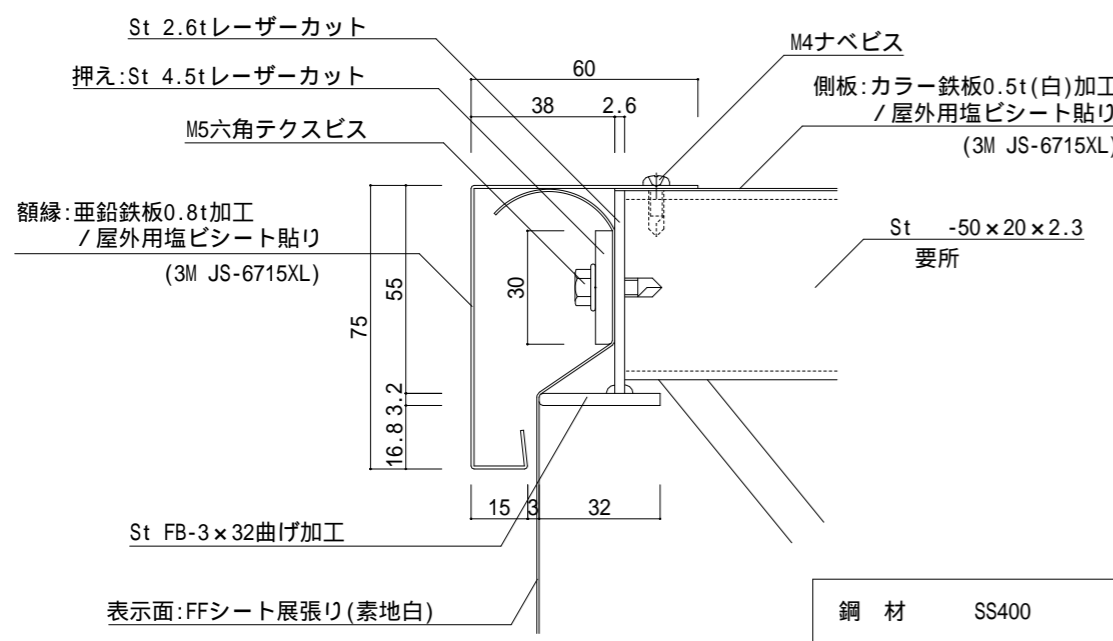 St 2.6tレーザーカット
押え:St 4.5tレーザーカット
M5六角テクスビス
額縁:亜鉛鉄板0.8t加工
/屋外用塩ビシート貼り
(3M JS-6715XL)
60
38
2.6
M4ナベビス
側板:カラー鉄板0.5t(白)加工
/屋外用塩ビシート貼り
(3M JS-6715XL)
St -50×20×2.3
要所
75
55
3.2
16.8
30
15
3
32
St FB-3×32曲げ加工
表示面:FFシート展張り(素地白)
鋼 材 SS400